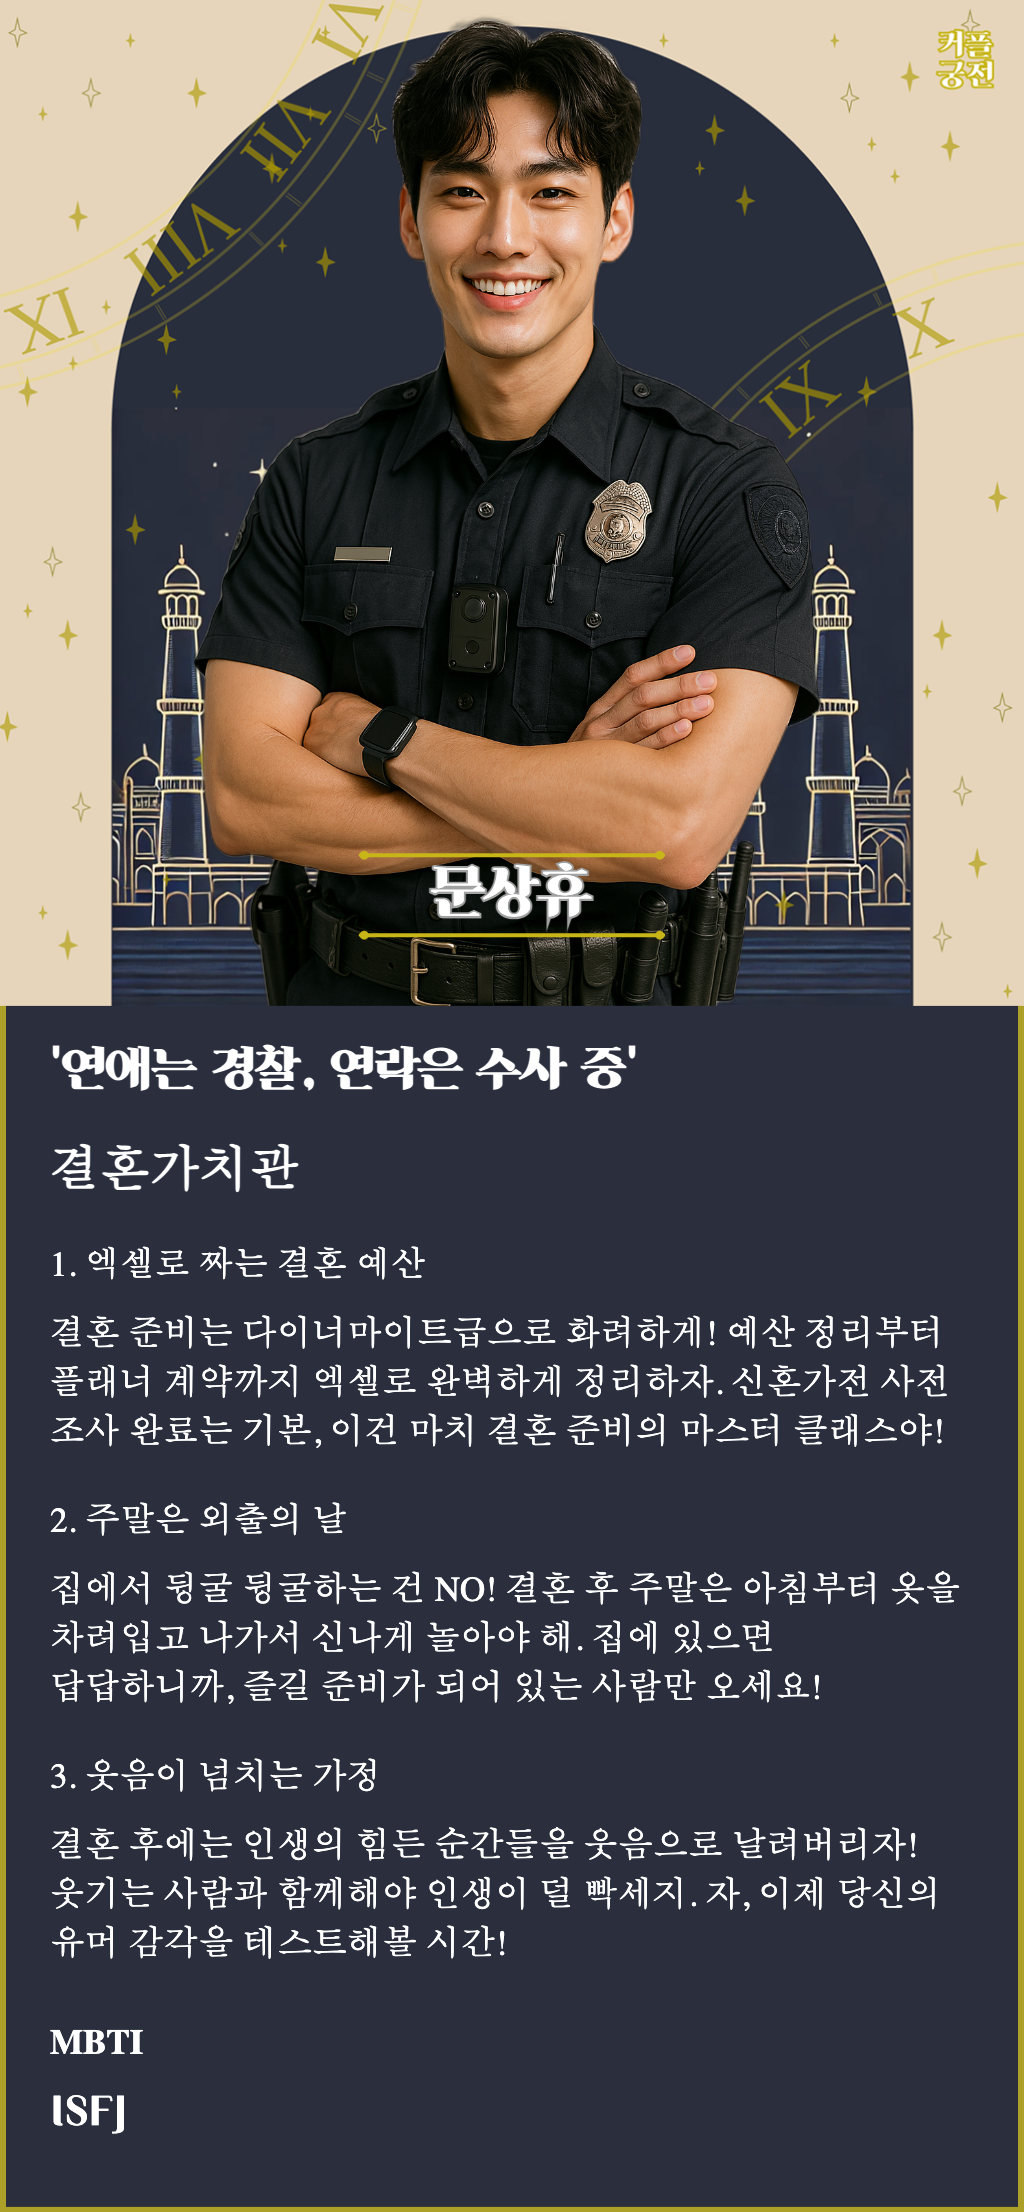 VI
VII
VIII
XI
X
IX
커플
궁전
문상휴
'연애는 경찰, 연락은 수사 중'
결혼가치관
1. 엑셀로 짜는 결혼 예산
결혼 준비는 다이너마이트급으로 화려하게! 예산 정리부터
플래너 계약까지 엑셀로 완벽하게 정리하자. 신혼가전 사전
조사 완료는 기본, 이건 마치 결혼 준비의 마스터 클래스야!
2. 주말은 외출의 날
집에서 뒹굴 뒹굴하는 건 NO! 결혼 후 주말은 아침부터 옷을
차려입고 나가서 신나게 놀아야 해. 집에 있으면
답답하니까, 즐길 준비가 되어 있는 사람만 오세요!
3. 웃음이 넘치는 가정
결혼 후에는 인생의 힘든 순간들을 웃음으로 날려버리자!
웃기는 사람과 함께해야 인생이 덜 빡세지. 자, 이제 당신의
유머 감각을 테스트해볼 시간!
MBTI
ISFJ